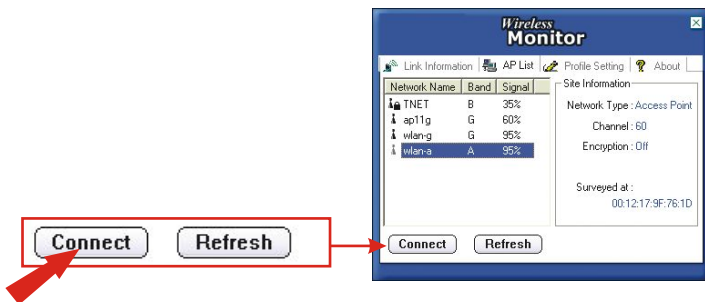 Wireless
Monitor
Link Information AP List Profile Setting About
Network Name Band Signal
TNET B 35%
ap11g G 60%
wlan-g G 95%
wlan-a A 95%
Site Information
Network Type : Access Point
Channel : 60
Encryption : Off
Surveyed at :
00:12:17:9F:76:1D
Connect Refresh
Connect Refresh